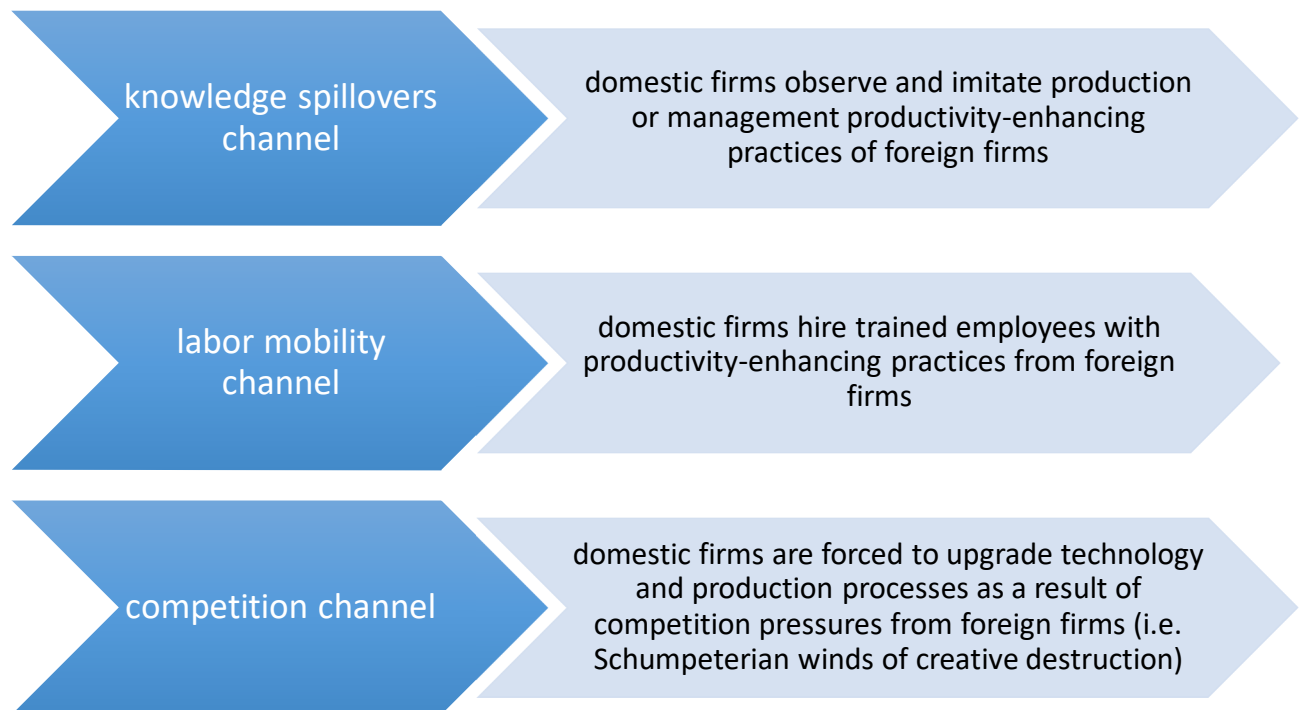 knowledge spillovers
channel
domestic firms observe and imitate production
or management productivity-enhancing
practices of foreign firms
labor mobility
channel
domestic firms hire trained employees with
productivity-enhancing practices from foreign
firms
competition channel
domestic firms are forced to upgrade technology
and production processes as a result of
competition pressures from foreign firms (i.e.
Schumpeterian winds of creative destruction)